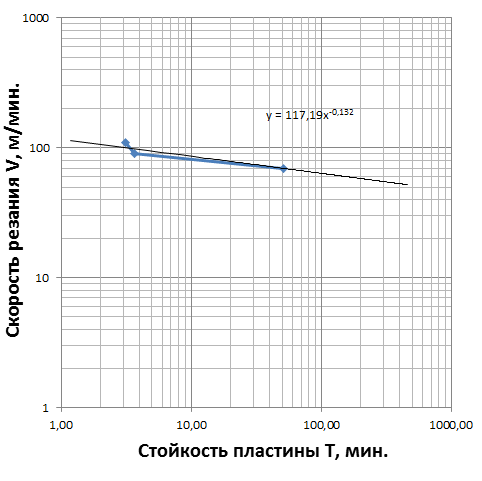 1000
y = 117,19x-0,132
100
10
1
1,00 10,00 100,00 1000,00
Скорость резания V, м/мин.
Стойкость пластины Т, мин.